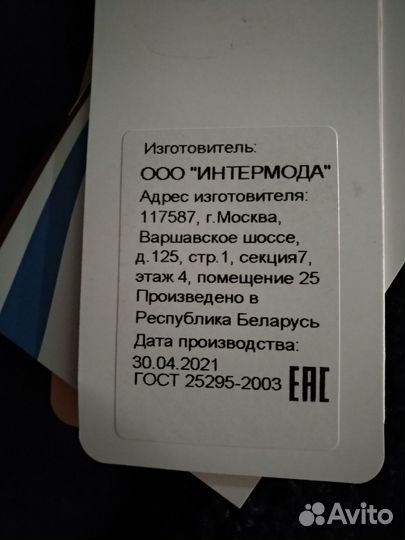 Изготовитель:
ООО "ИНТЕРМОДА"
Адрес изготовителя:
117587, г.Москва,
Варшавское шоссе,
д.125, стр.1, секция7,
этаж 4, помещение 25
Произведено в
Республика Беларусь
Дата производства:
30.04.2021
ГОСТ 25295-2003 EAC
Avito